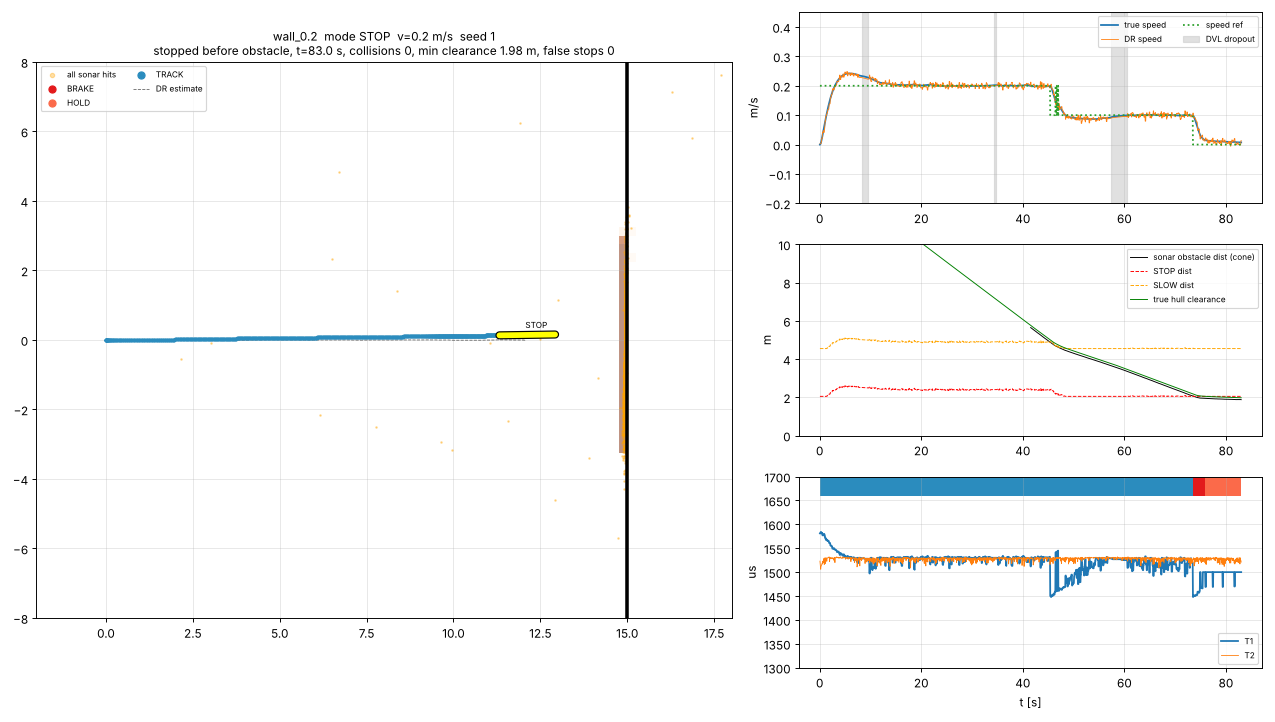 wall_0.2  mode STOP  v=0.2 m/s  seed 1
stopped before obstacle, t=83.0 s, collisions 0, min clearance 1.98 m, false stops 0
all sonar hits
BRAKE
HOLD
TRACK
DR estimate
STOP
8
6
4
2
0
−2
−4
−6
−8
0.0
2.5
5.0
7.5
10.0
12.5
15.0
17.5
true speed
DR speed
speed ref
DVL dropout
m/s
0.4
0.3
0.2
0.1
0.0
−0.1
−0.2
0
20
40
60
80
sonar obstacle dist (cone)
STOP dist
SLOW dist
true hull clearance
m
10
8
6
4
2
0
0
20
40
60
80
us
1700
1650
1600
1550
1500
1450
1400
1350
1300
T1
T2
0
20
40
60
80
t [s]